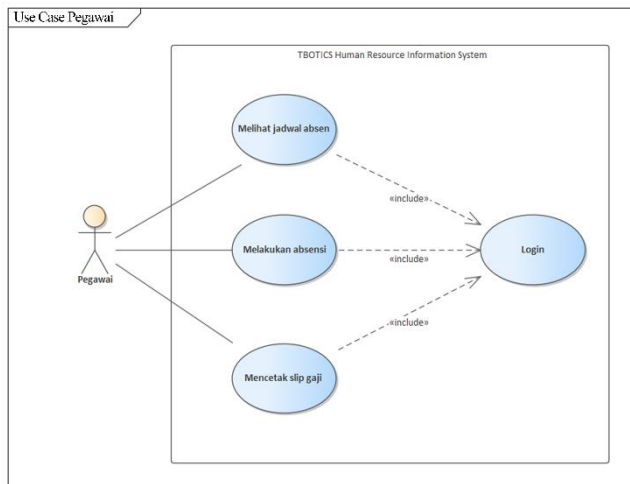 Use Case Pegawai
TBOTICS Human Resource Information System
Melihat jadwal absen
«include»
Melakukan absensi
Login
«include»
Pegawai
«include»
Mencetak slip gaji